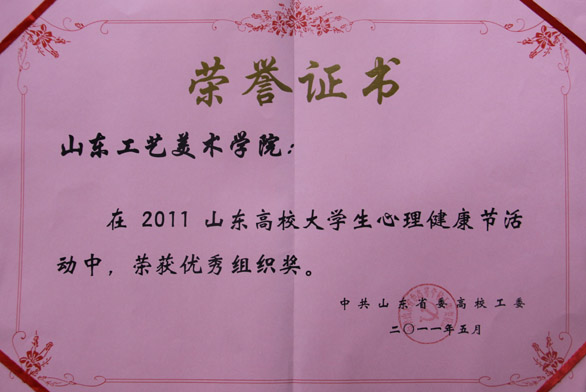 荣誉证书
山东工艺美术学院：
在 2011 山东高校大学生心理健康节活
动中，荣获优秀组织奖。
中共山东省委高校工委
二〇一一年五月